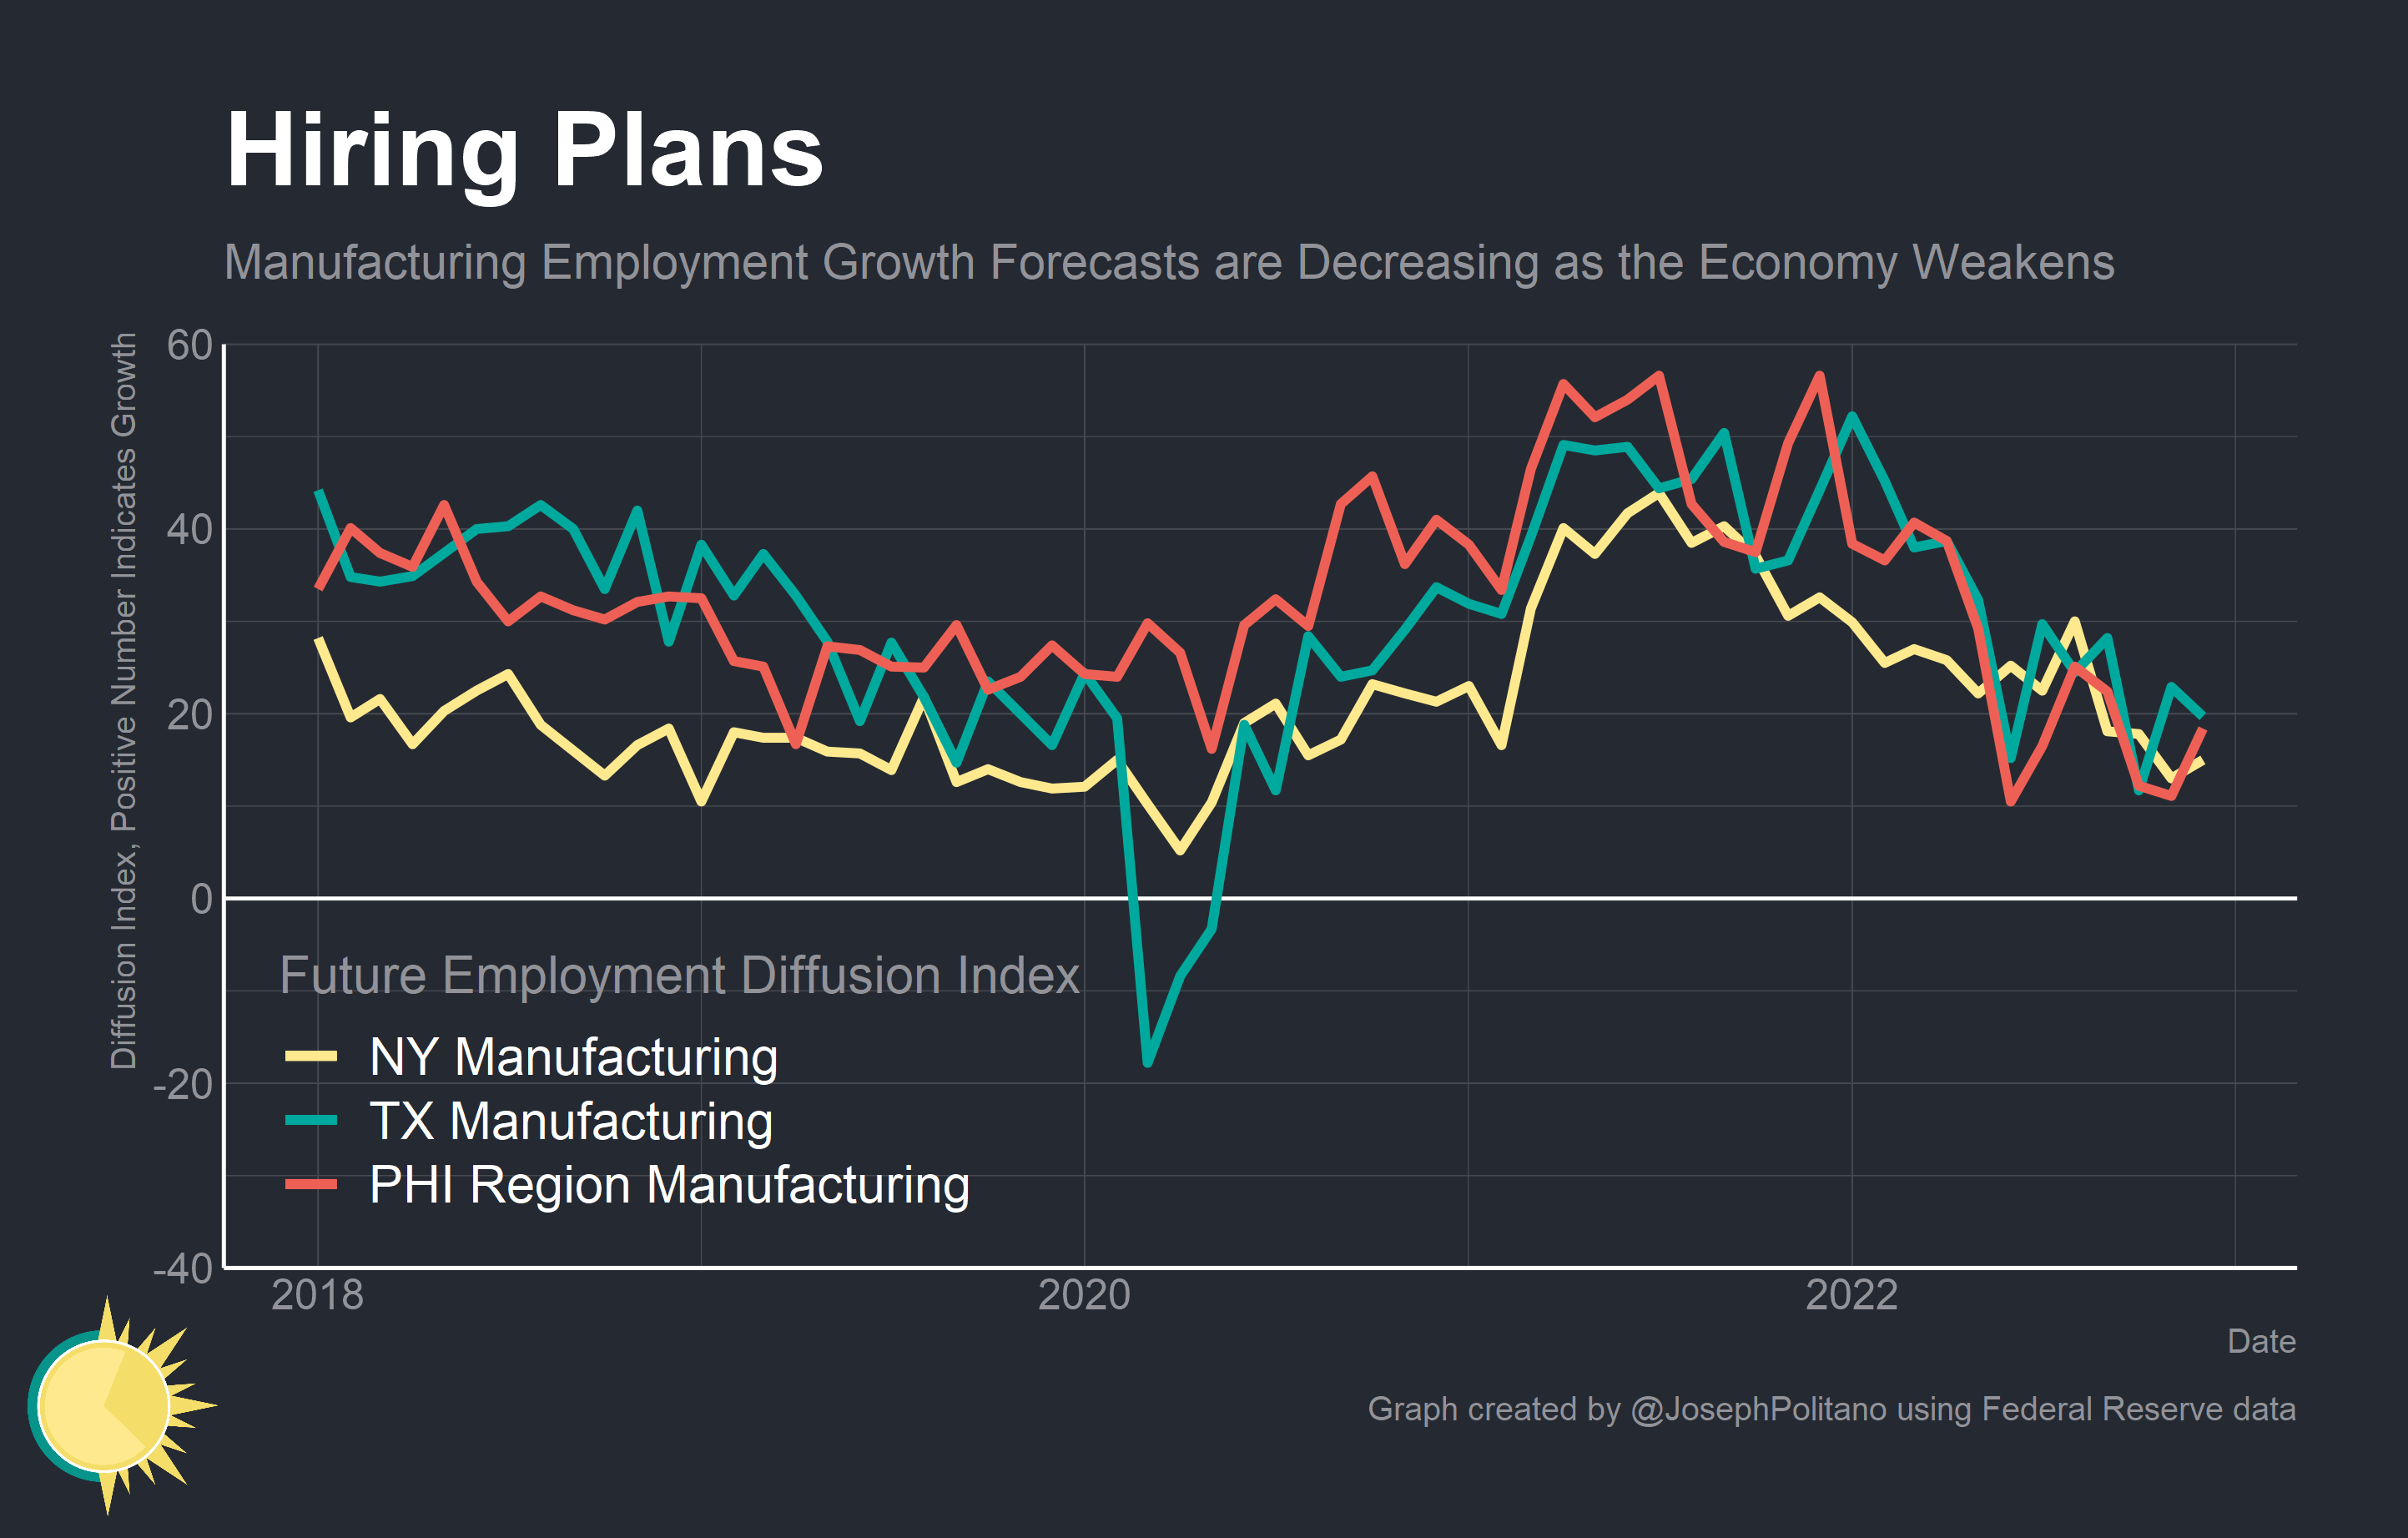 Hiring Plans
Manufacturing Employment Growth Forecasts are Decreasing as the Economy Weakens
Diffusion Index, Positive Number Indicates Growth
60
40
20
0
-20
-40
Future Employment Diffusion Index
NY Manufacturing
TX Manufacturing
PHI Region Manufacturing
2018 2020 2022
Date
Graph created by @JosephPolitano using Federal Reserve data